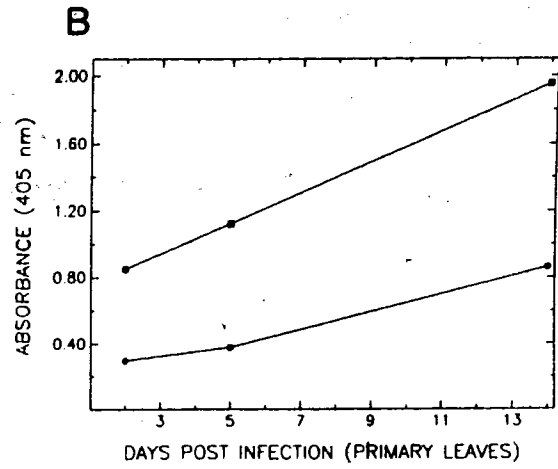 B
2.00
1.60
1.20
0.80
0.40
ABSORBANCE (405 nm)
3 5 7 9 11 13
DAYS POST INFECTION (PRIMARY LEAVES)